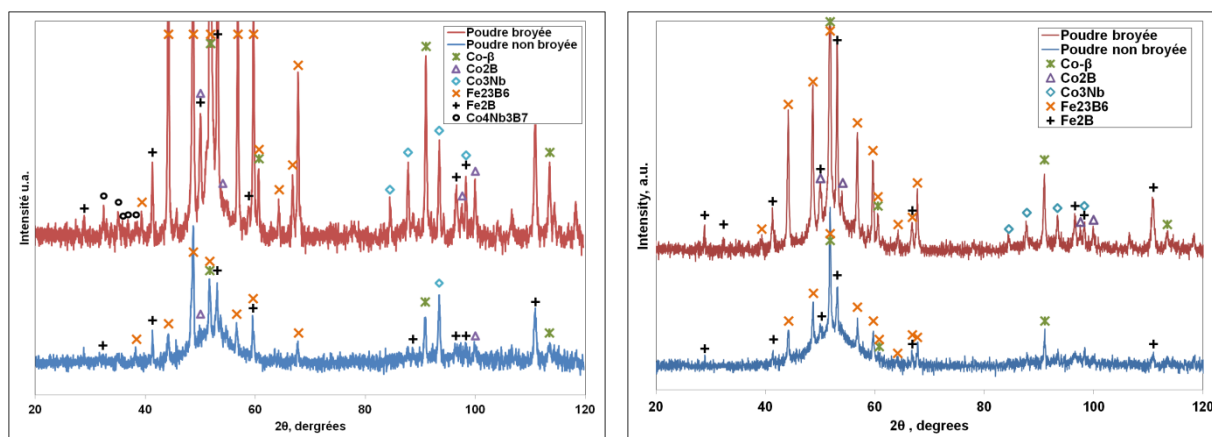 Intensité u.a.
Poudre broyée
Poudre non broyée
Co-β
Co2B
Co3Nb
Fe23B6
Fe2B
Co4Nb3B7
20 40 60 80 100 120
2θ, dergrées
Intensity, a.u.
Poudre broyée
Poudre non broyée
Co-β
Co2B
Co3Nb
Fe23B6
Fe2B
20 40 60 80 100 120
2θ , degrees